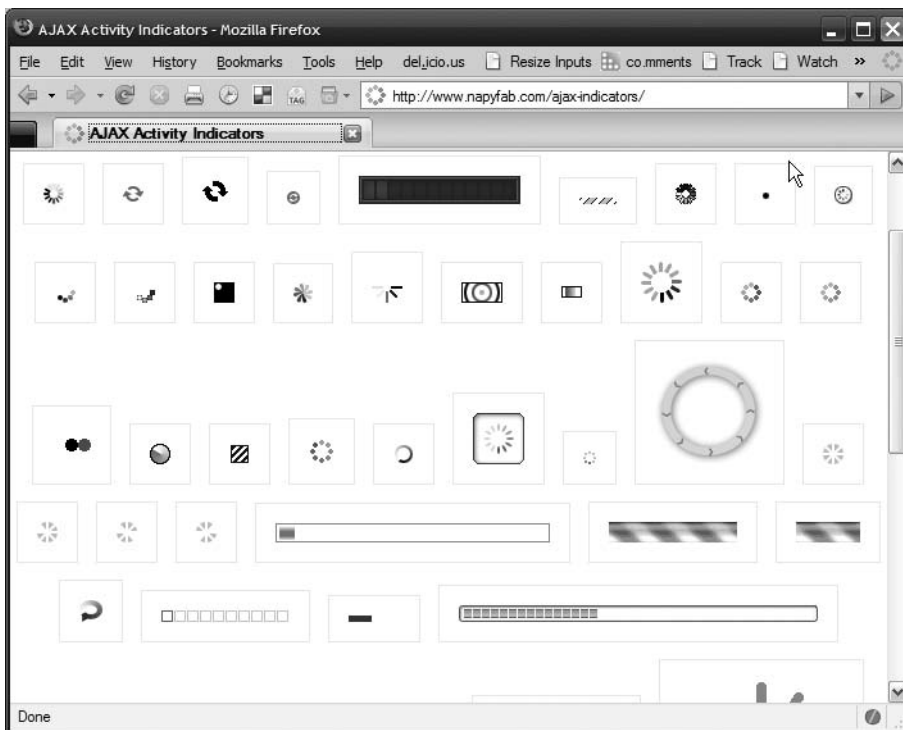 AJAX Activity Indicators - Mozilla Firefox
File Edit View History Bookmarks Tools Help del.icio.us Resize Inputs co.mments Track Watch »
TAG http://www.napyfab.com/ajax-indicators/
AJAX Activity Indicators
Done